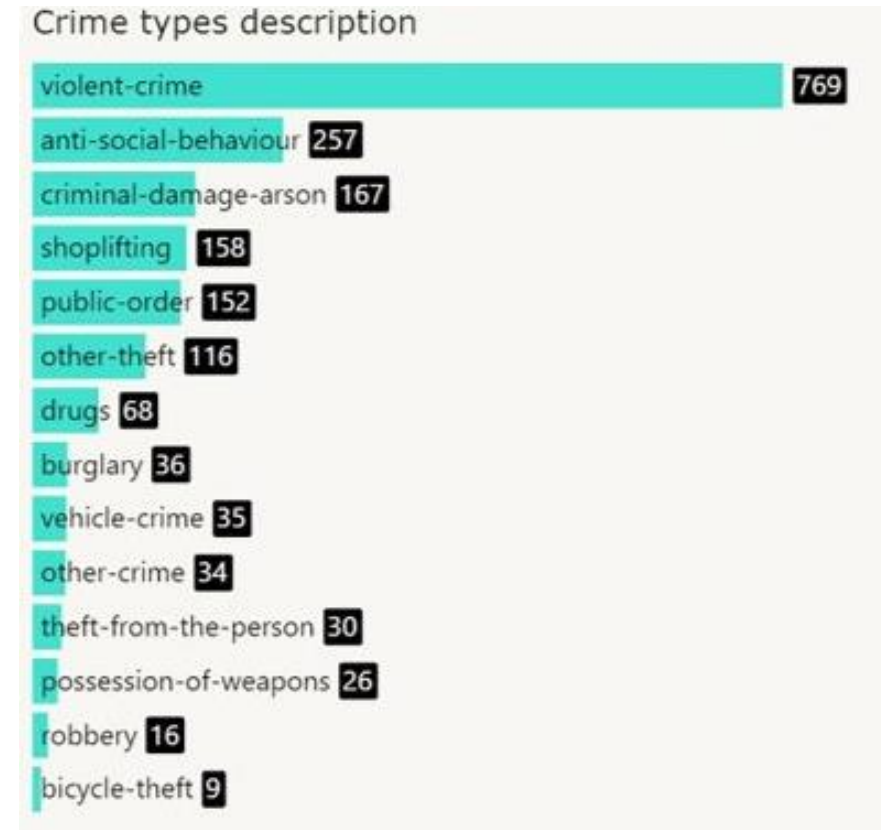 Crime types description
violent-crime 769
anti-social-behaviour 257
criminal-damage-arson 167
shoplifting 158
public-order 152
other-theft 116
drugs 68
burglary 36
vehicle-crime 35
other-crime 34
theft-from-the-person 30
possession-of-weapons 26
robbery 16
bicycle-theft 9